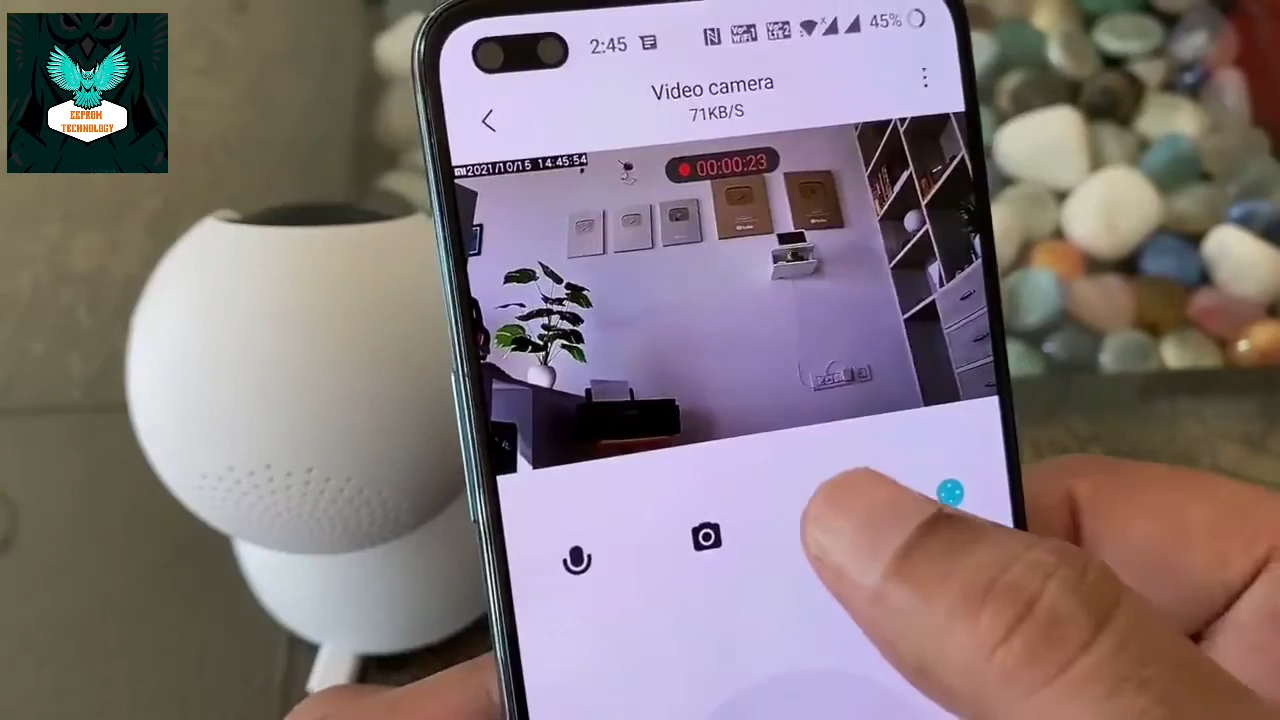 EEPROM
TECHNOLOGY
2:45
45%
Video camera
71KB/S
2021/10/15 14:45:54
00:00:23